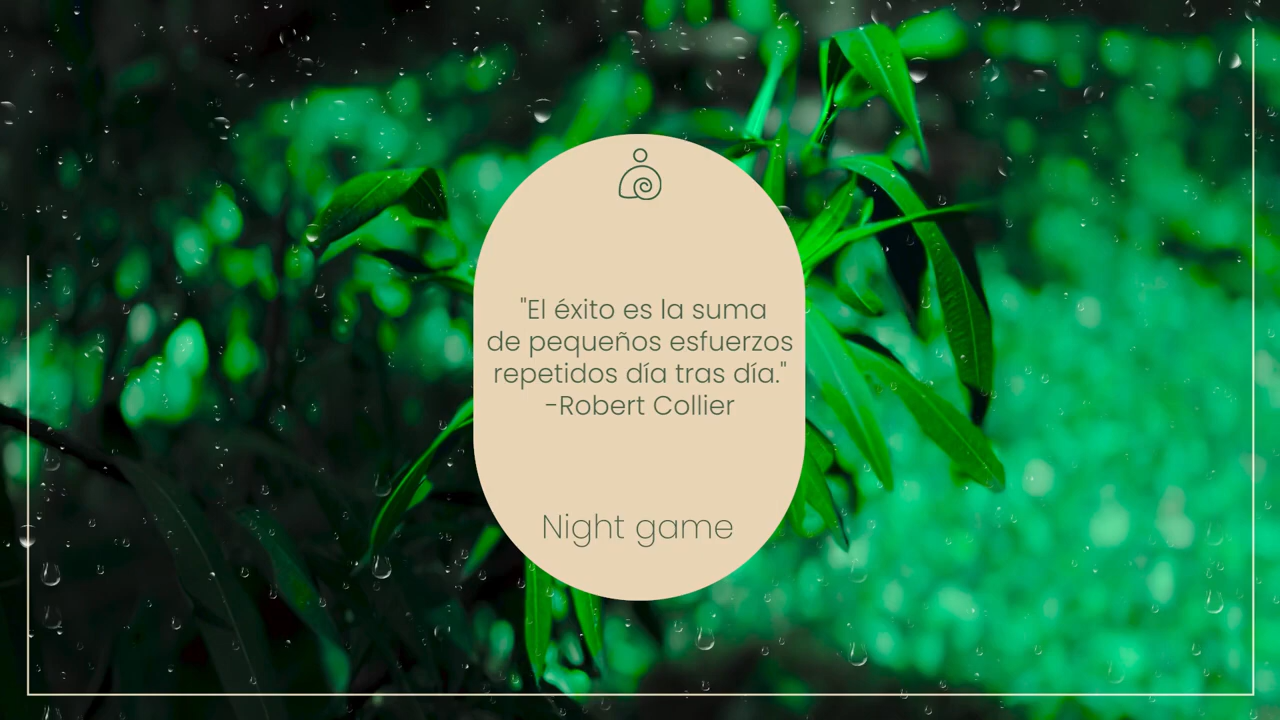 "El éxito es la suma
de pequeños esfuerzos
repetidos día tras día."
-Robert Collier
Night game